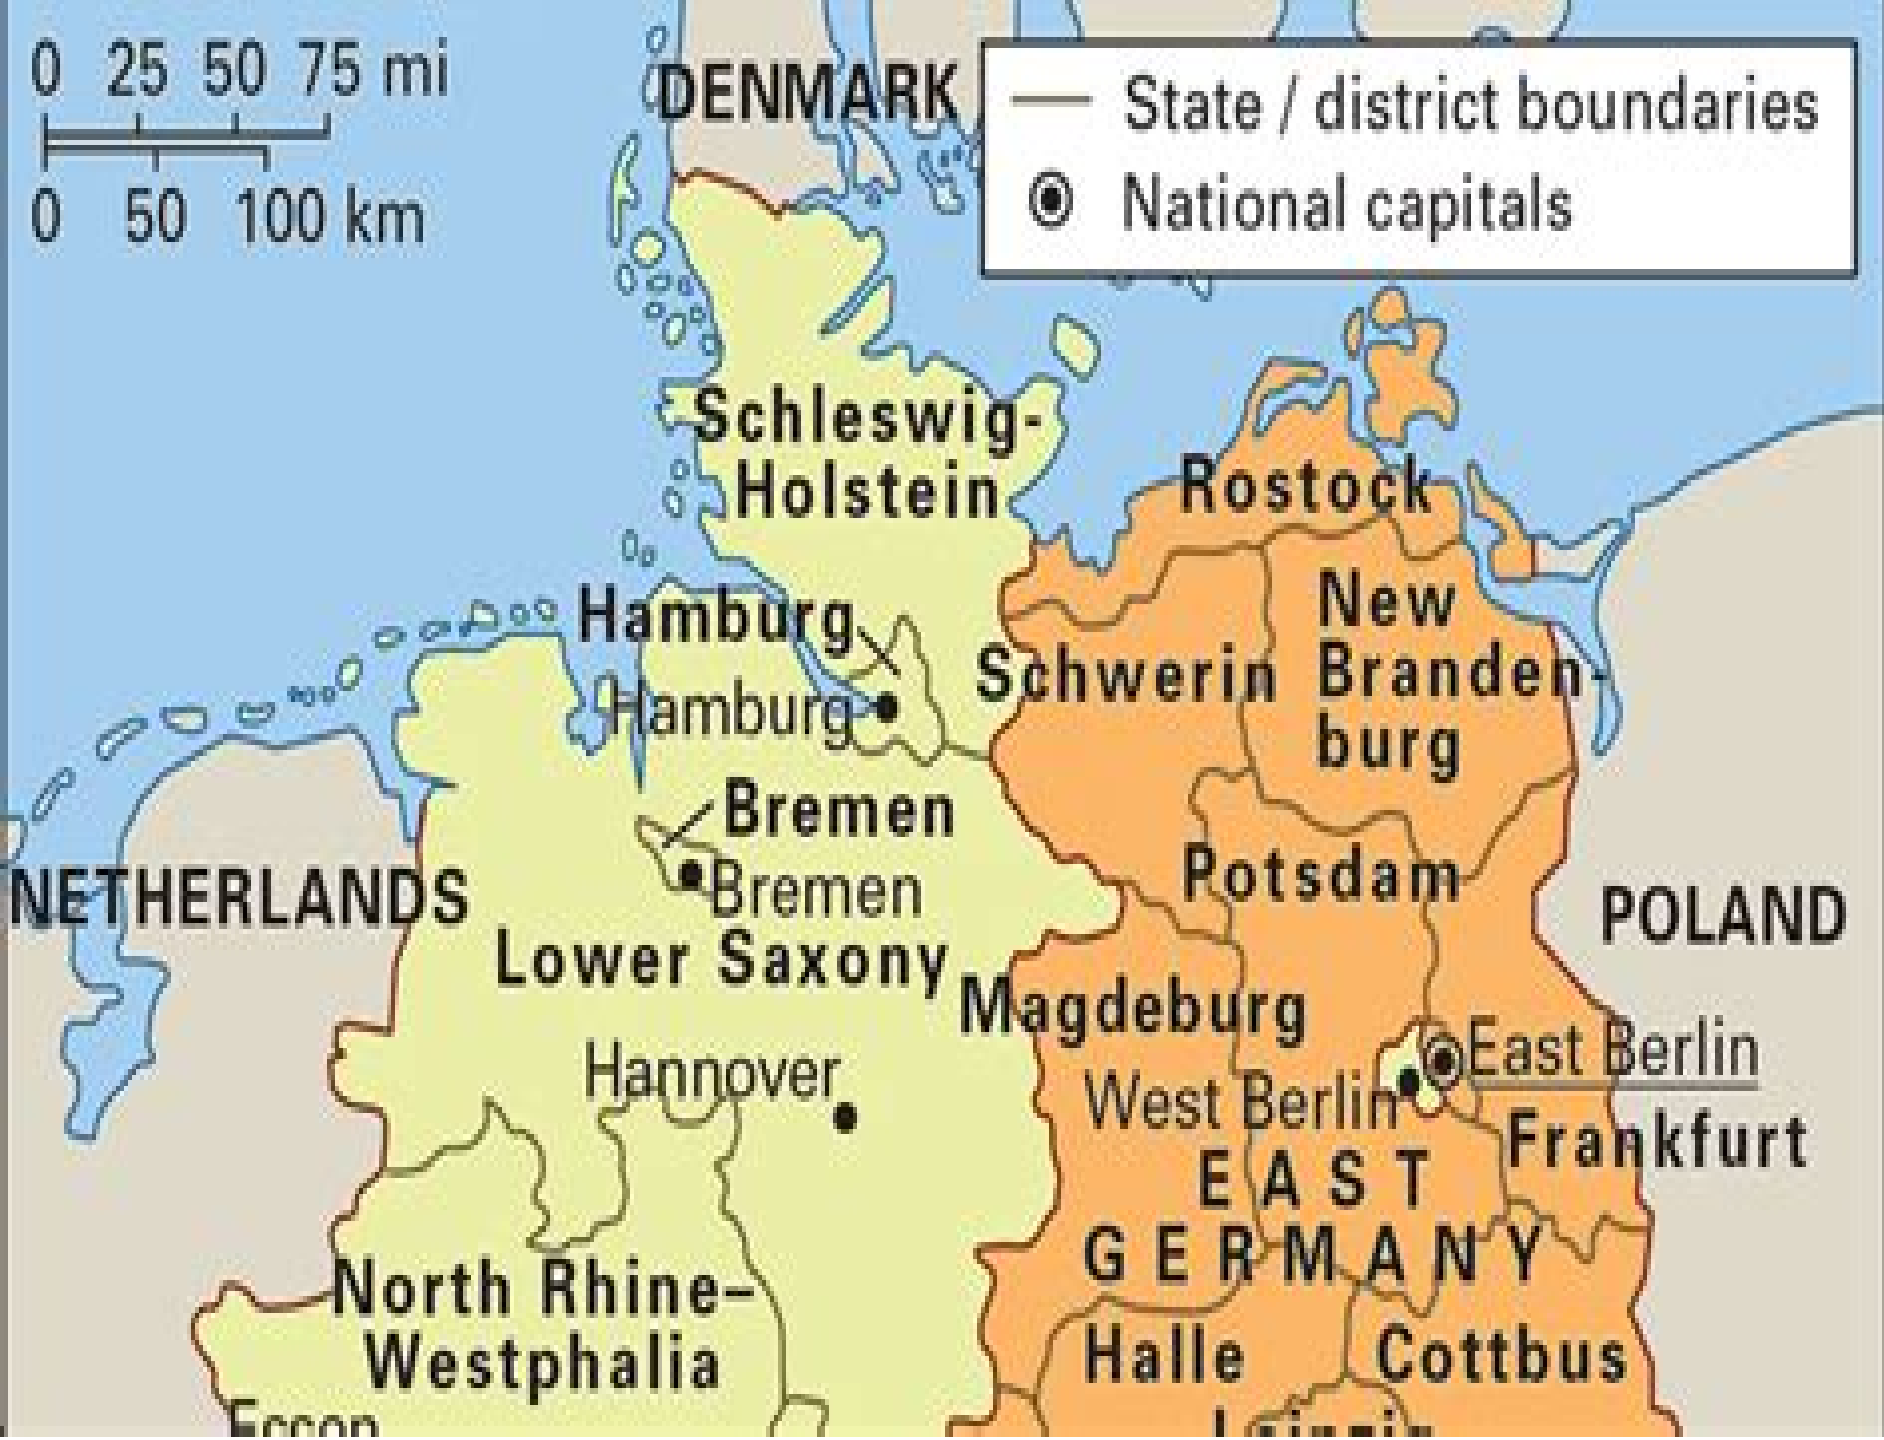 0 25 50 75 mi
0 50 100 km
DENMARK
State / district boundaries
National capitals
Schleswig-
Holstein
Rostock
Hamburg
Hamburg
Schwerin
New
Branden-
burg
Bremen
Bremen
NETHERLANDS
Potsdam
POLAND
Lower Saxony
Magdeburg
Hannover
East Berlin
West Berlin
Frankfurt
EAST
GERMANY
North Rhine–
Westphalia
Halle
Cottbus
Essen
Leipzig